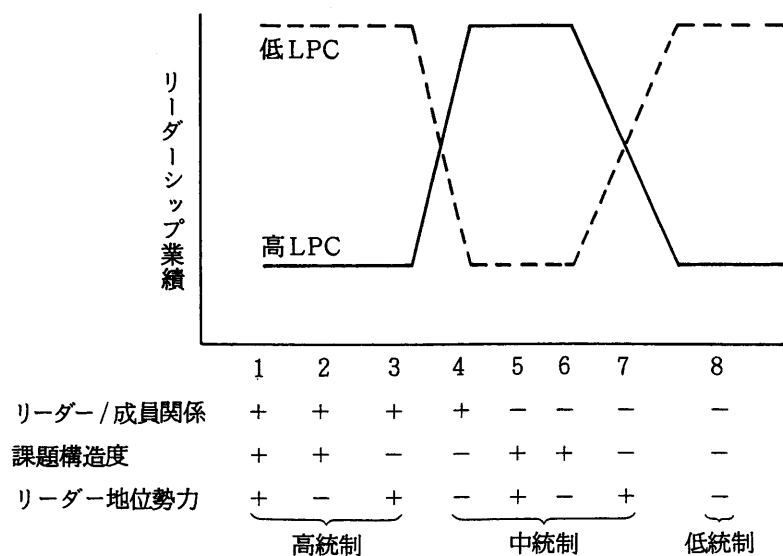 低LPC
リーダーシップ業績
高LPC
1 2 3 4 5 6 7 8
リーダー/成員関係 + + + + − − − −
課題構造度 + + − − + + − −
リーダー地位勢力 + − + − + − + −
高統制 中統制 低統制